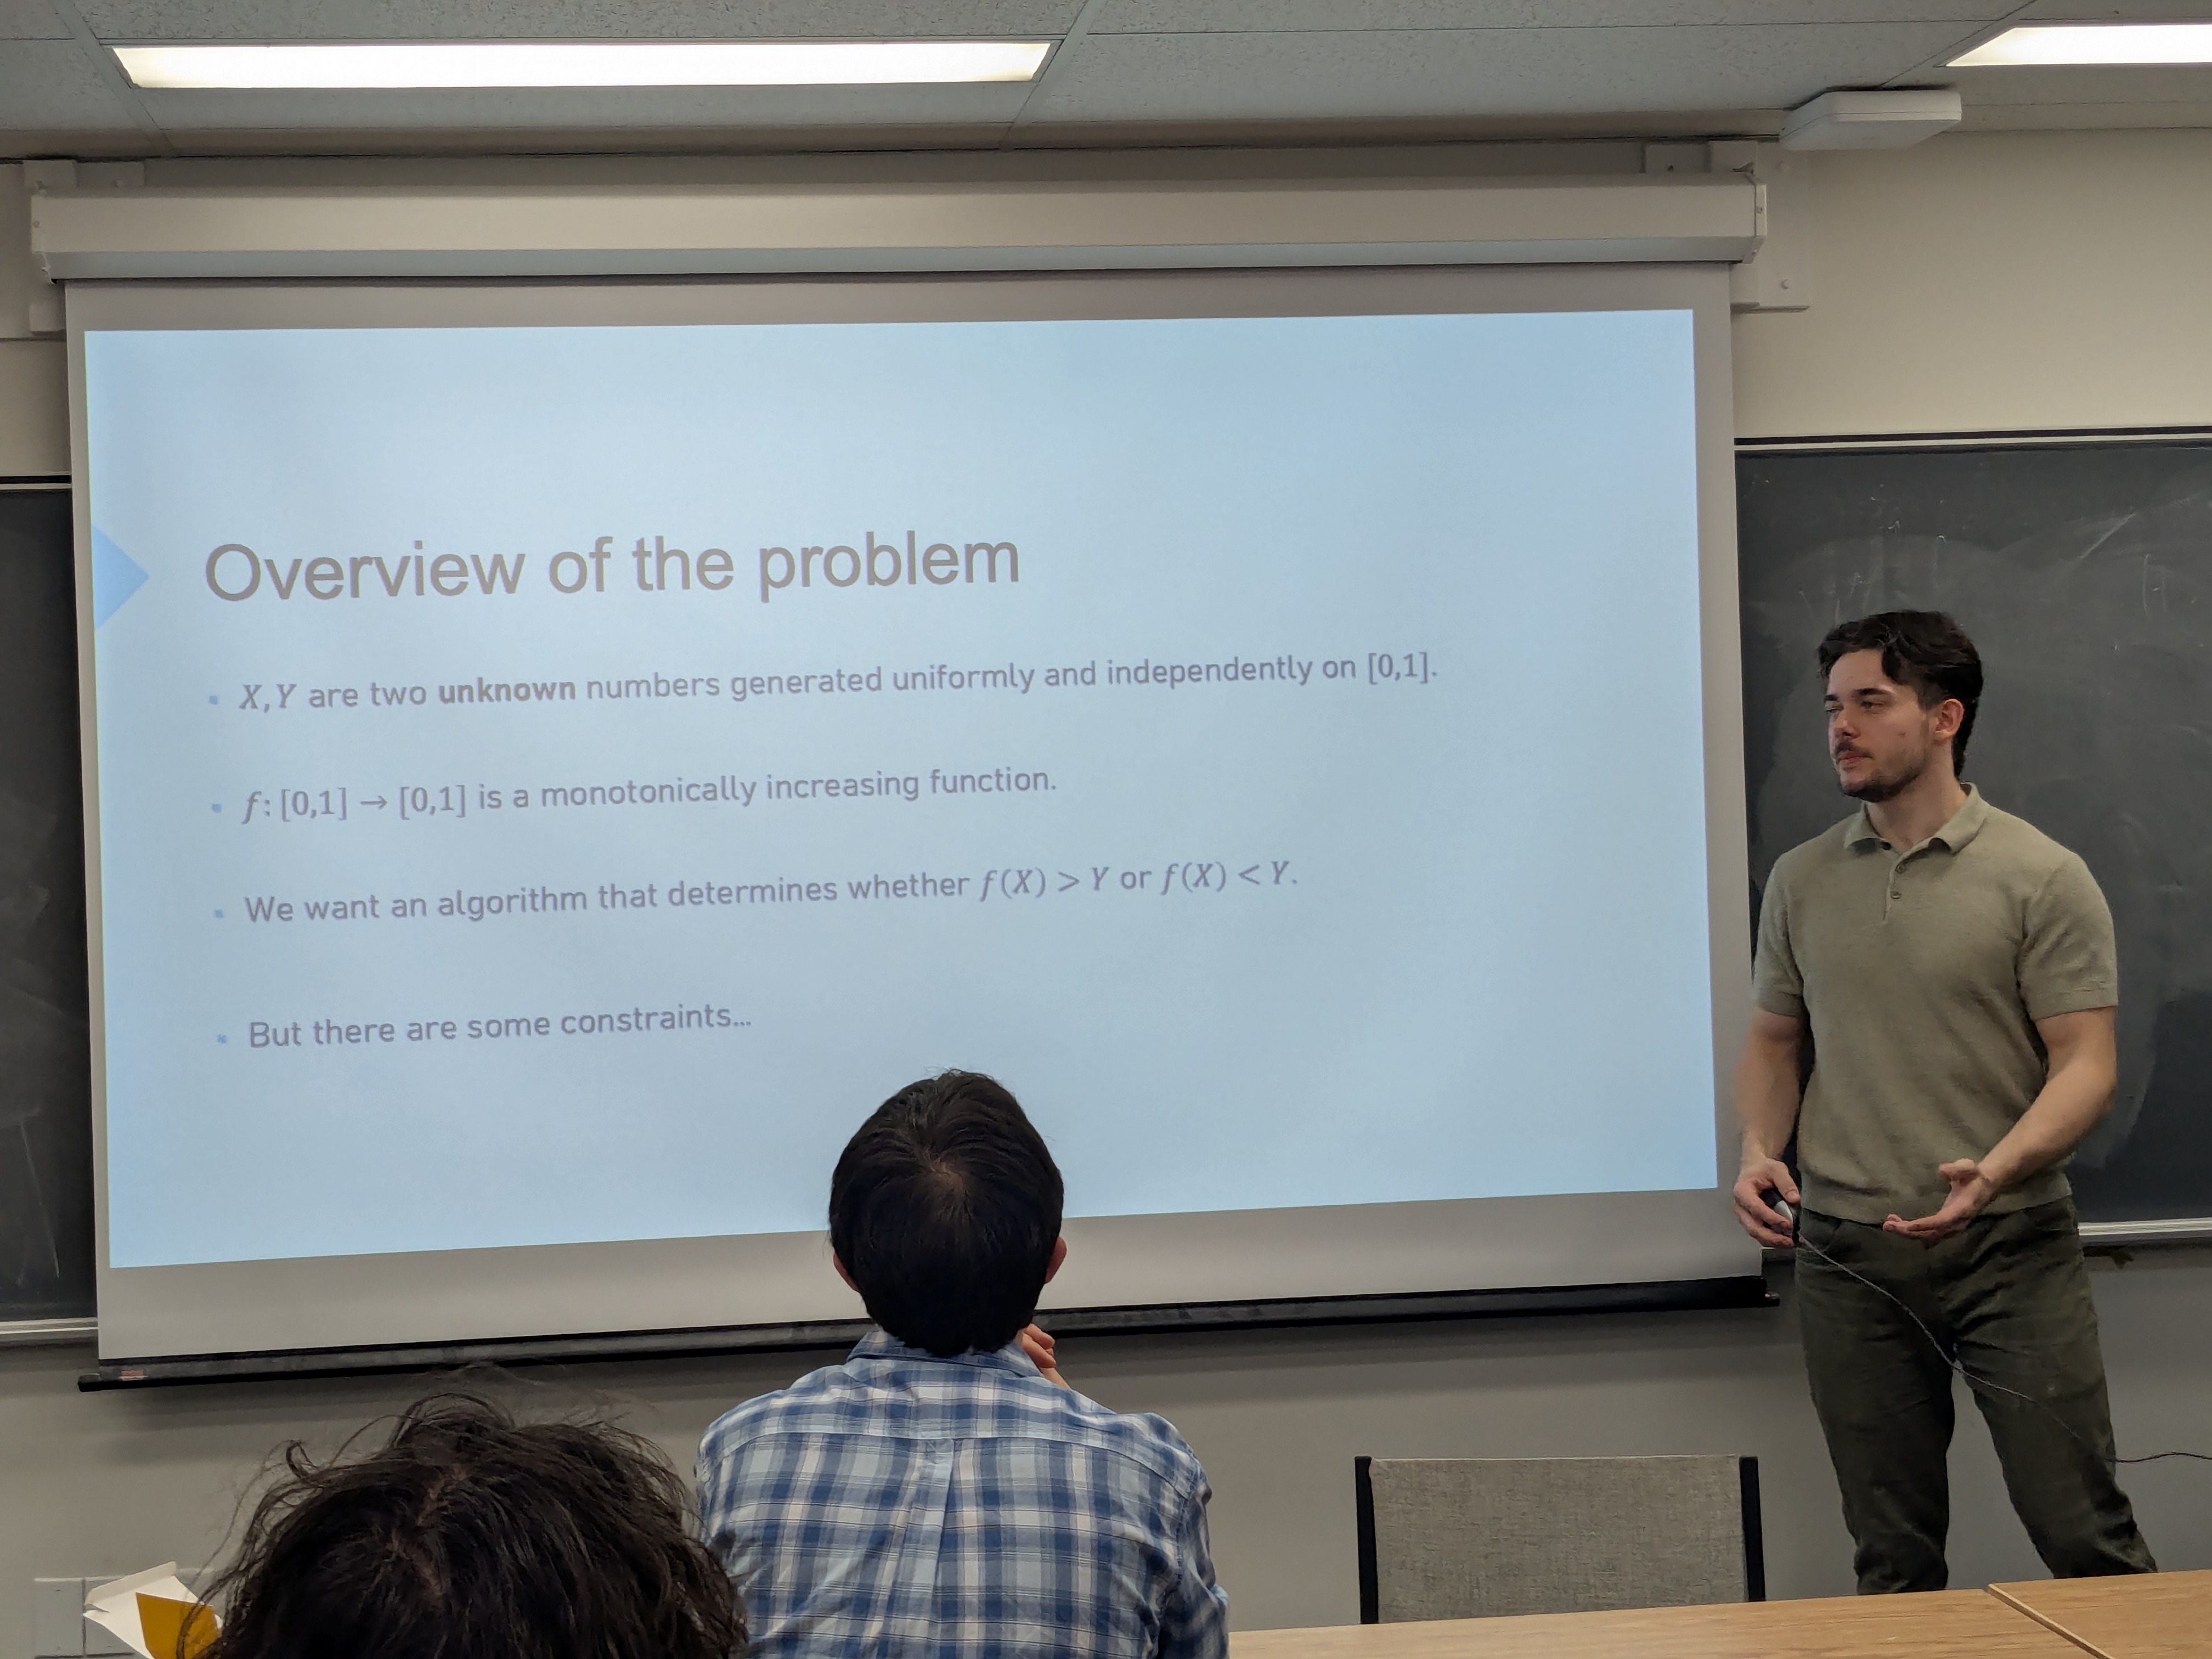 Overview of the problem
▪ X, Y are two unknown numbers generated uniformly and independently on [0,1].
▪ f: [0,1] → [0,1] is a monotonically increasing function.
▪ We want an algorithm that determines whether f(X) > Y or f(X) < Y.
▪ But there are some constraints...